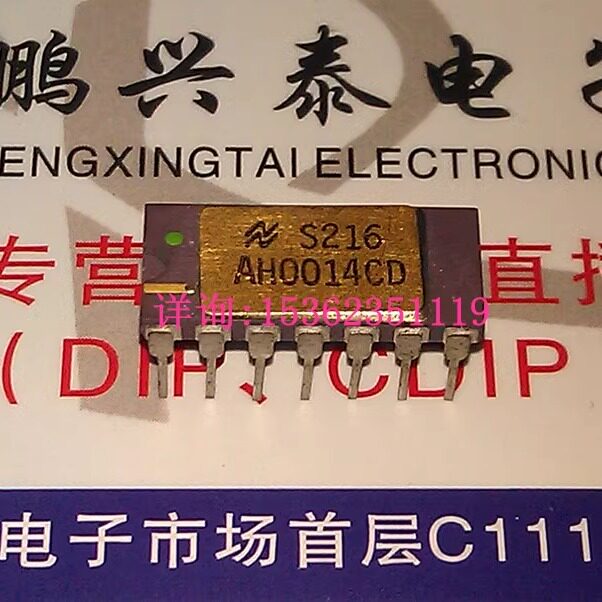 鹏兴泰电
ENGXINGTAI ELECTRONIC
S216
AH0014CD
专营 直播
详询:15362351119
(DIP、CDIP
电子市场首层C111